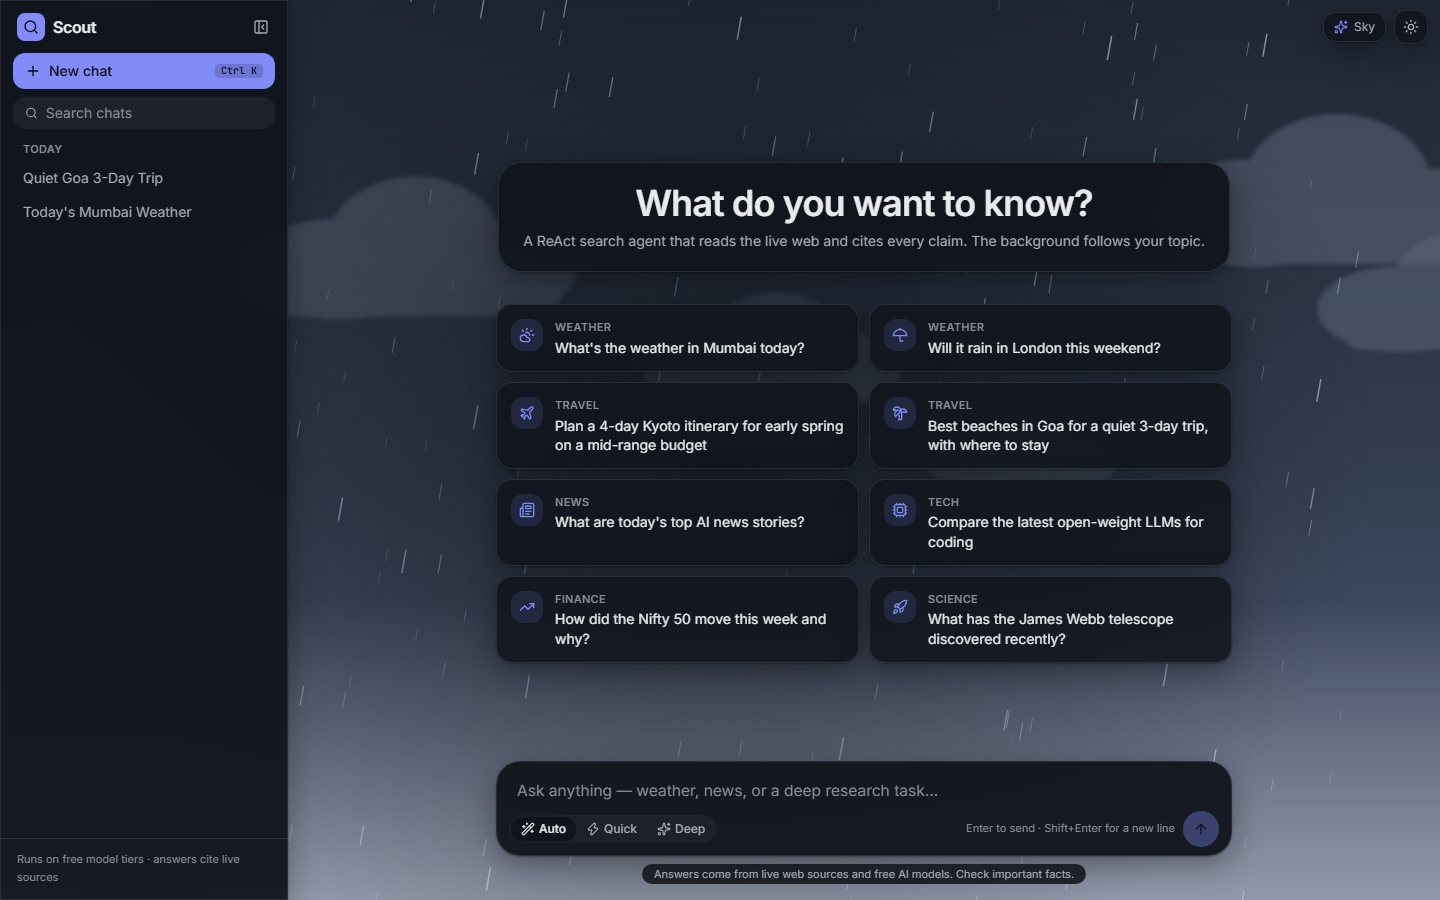 Scout
New chat
Ctrl K
Search chats
TODAY
Quiet Goa 3-Day Trip
Today's Mumbai Weather
Runs on free model tiers · answers cite live
sources
Sky
What do you want to know?
A ReAct search agent that reads the live web and cites every claim. The background follows your topic.
WEATHER
What's the weather in Mumbai today?
WEATHER
Will it rain in London this weekend?
TRAVEL
Plan a 4-day Kyoto itinerary for early spring
on a mid-range budget
TRAVEL
Best beaches in Goa for a quiet 3-day trip,
with where to stay
NEWS
What are today's top AI news stories?
TECH
Compare the latest open-weight LLMs for
coding
FINANCE
How did the Nifty 50 move this week and
why?
SCIENCE
What has the James Webb telescope
discovered recently?
Ask anything — weather, news, or a deep research task...
Auto
Quick
Deep
Enter to send · Shift+Enter for a new line
Answers come from live web sources and free AI models. Check important facts.